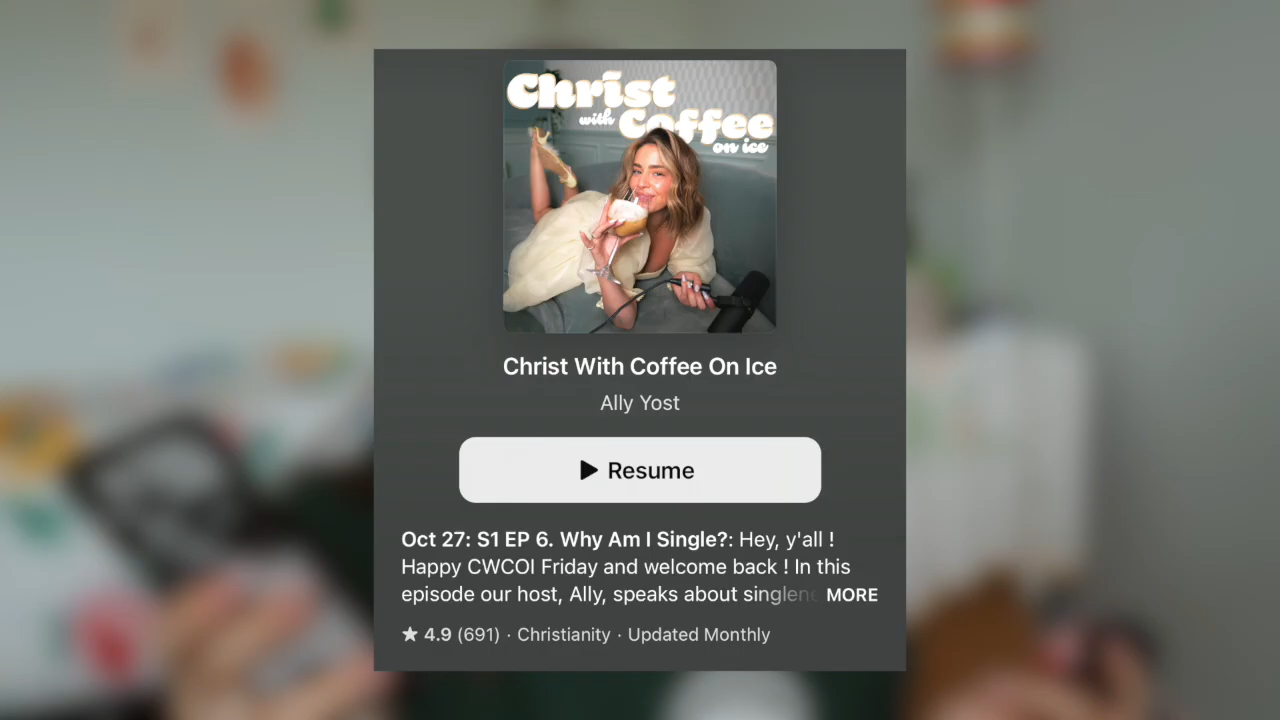 Christ
with Coffee
on ice
Christ With Coffee On Ice
Ally Yost
Resume
Oct 27: S1 EP 6. Why Am I Single?: Hey, y'all !
Happy CWCOI Friday and welcome back ! In this
episode our host, Ally, speaks about singlen MORE
★ 4.9 (691) · Christianity · Updated Monthly